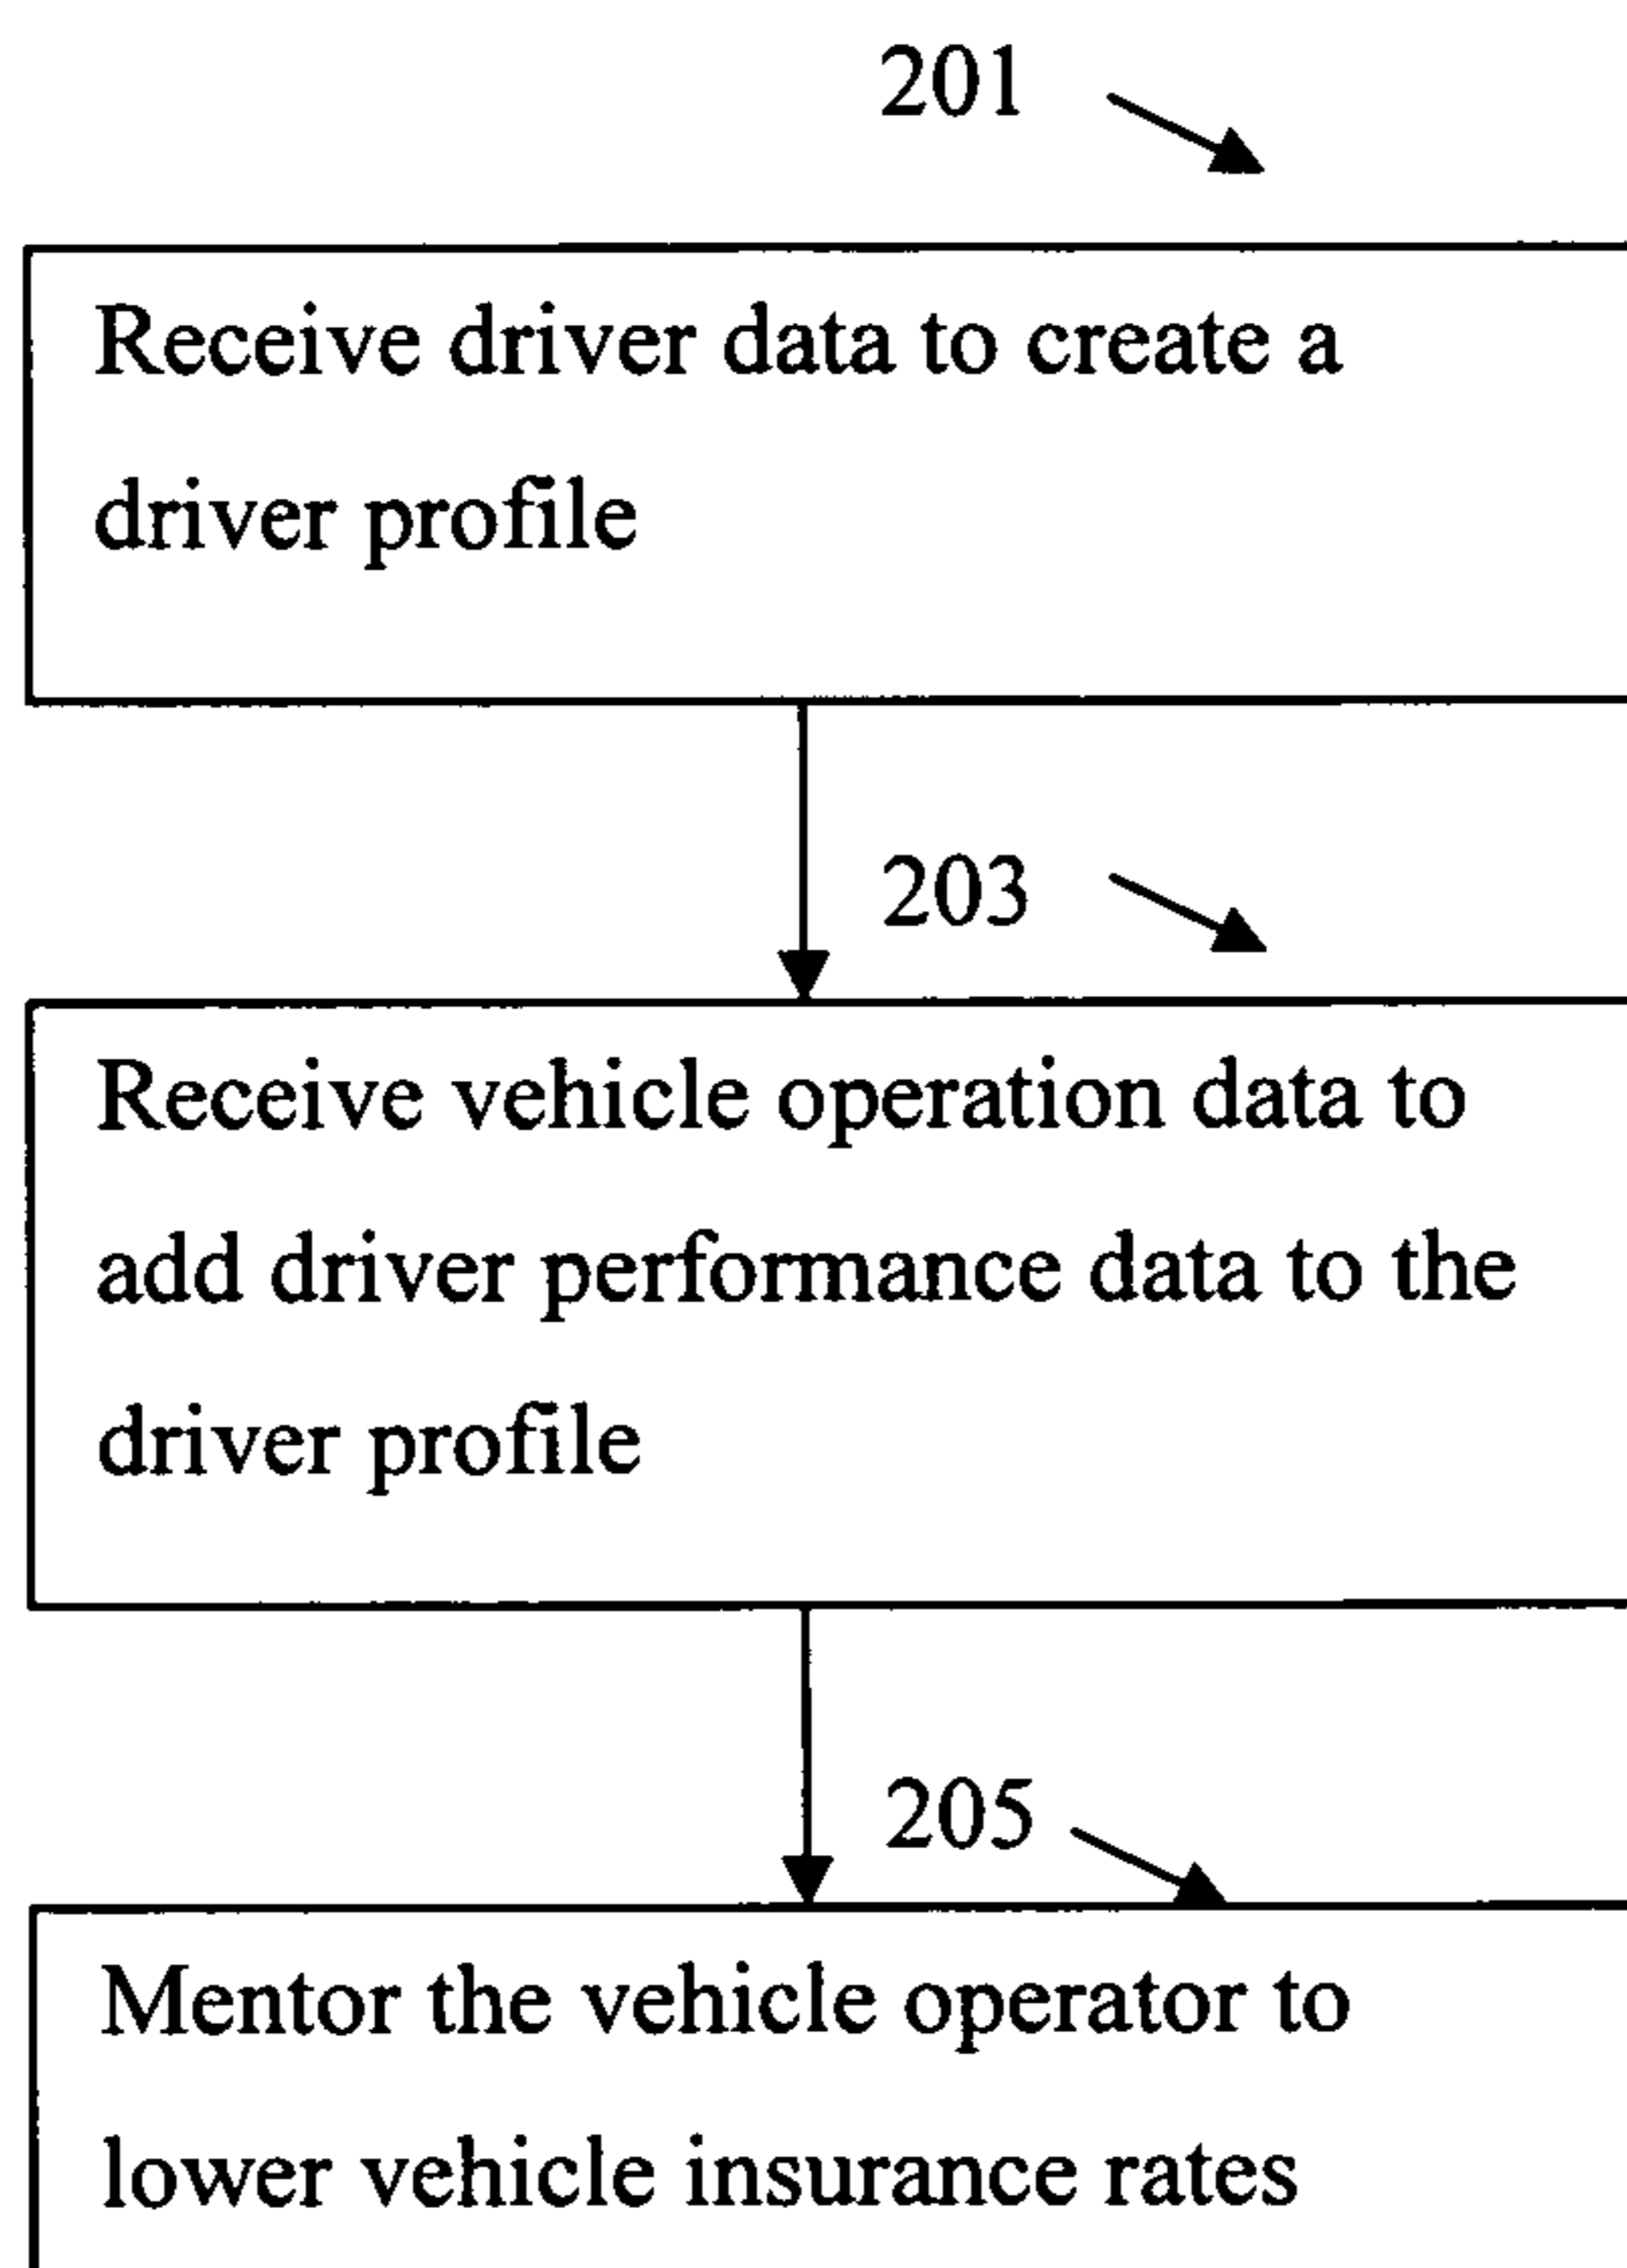 201
Receive driver data to create a
driver profile
203
Receive vehicle operation data to
add driver performance data to the
driver profile
205
Mentor the vehicle operator to
lower vehicle insurance rates